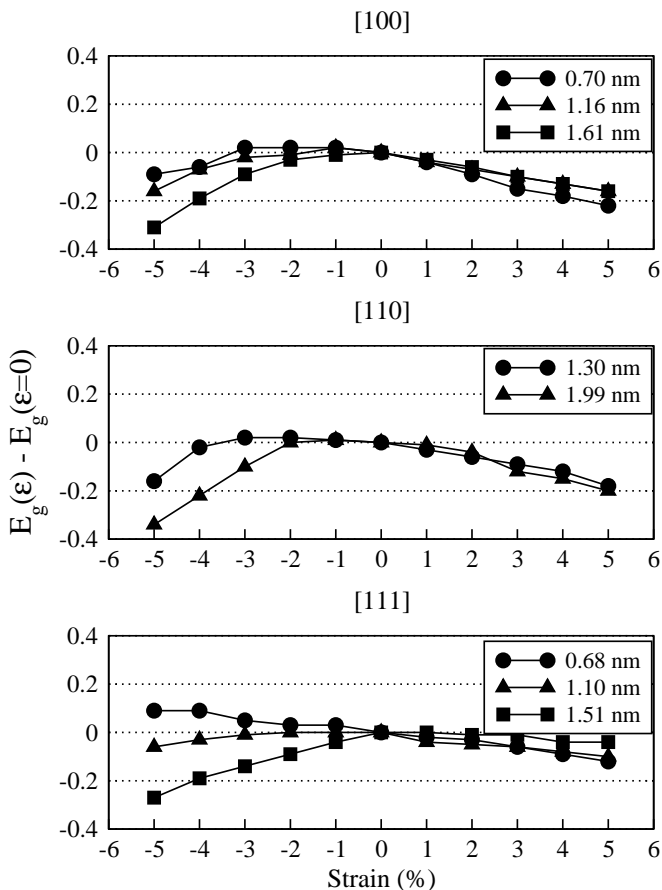 [100]
0.4
0.2
0
-0.2
-0.4
0.70 nm
1.16 nm
1.61 nm
-6 -5 -4 -3 -2 -1 0 1 2 3 4 5 6
[110]
0.4
0.2
0
-0.2
-0.4
1.30 nm
1.99 nm
-6 -5 -4 -3 -2 -1 0 1 2 3 4 5 6
E_g(ε) - E_g(ε=0)
[111]
0.4
0.2
0
-0.2
-0.4
0.68 nm
1.10 nm
1.51 nm
-6 -5 -4 -3 -2 -1 0 1 2 3 4 5 6
Strain (%)